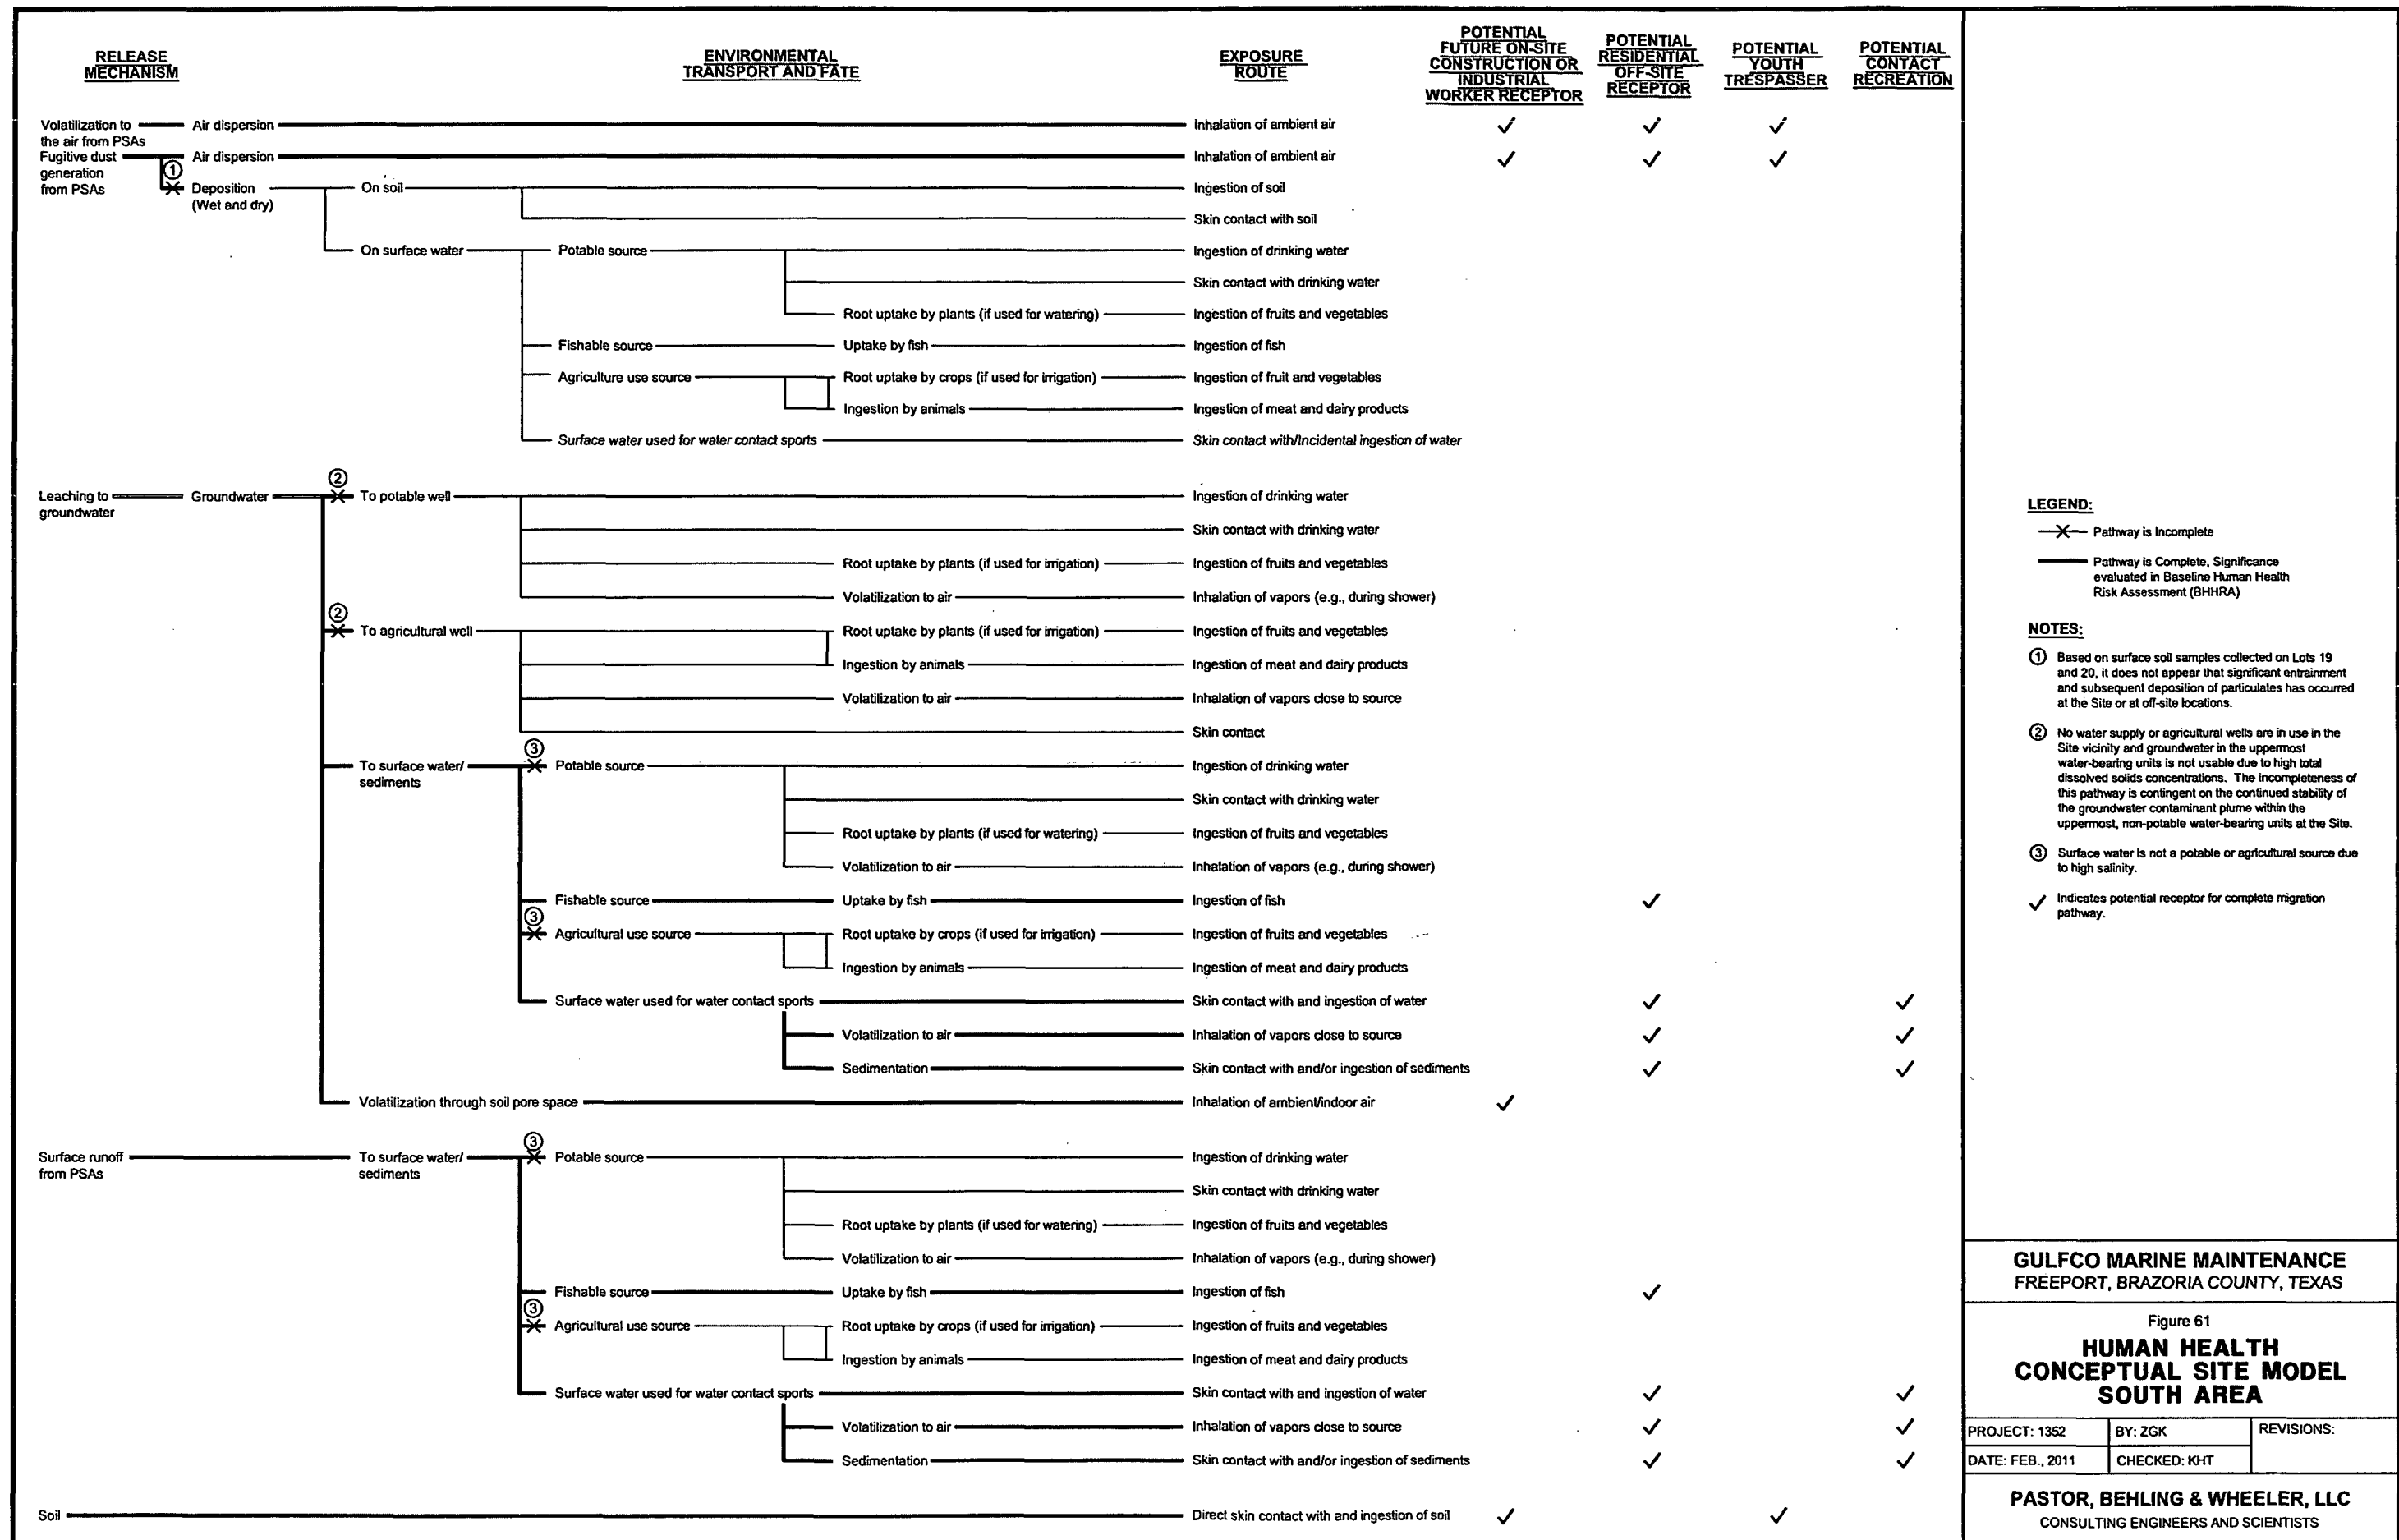 RELEASE
MECHANISM
ENVIRONMENTAL
TRANSPORT AND FATE
EXPOSURE
ROUTE
POTENTIAL
FUTURE ON-SITE
CONSTRUCTION OR
INDUSTRIAL
WORKER RECEPTOR
POTENTIAL
RESIDENTIAL
OFF-SITE
RECEPTOR
POTENTIAL
YOUTH
TRESPASSER
POTENTIAL
CONTACT
RECREATION
Volatilization to
the air from PSAs
Air dispersion
Inhalation of ambient air
✓ ✓ ✓
Fugitive dust
generation
from PSAs
Air dispersion
Inhalation of ambient air
✓ ✓ ✓
①
Deposition
(Wet and dry)
On soil
Ingestion of soil
Skin contact with soil
On surface water
Potable source
Ingestion of drinking water
Skin contact with drinking water
Root uptake by plants (if used for watering)
Ingestion of fruits and vegetables
Fishable source
Uptake by fish
Ingestion of fish
Agriculture use source
Root uptake by crops (if used for irrigation)
Ingestion of fruit and vegetables
Ingestion by animals
Ingestion of meat and dairy products
Surface water used for water contact sports
Skin contact with/Incidental ingestion of water
Leaching to
groundwater
Groundwater
②
To potable well
Ingestion of drinking water
Skin contact with drinking water
Root uptake by plants (if used for irrigation)
Ingestion of fruits and vegetables
Volatilization to air
Inhalation of vapors (e.g., during shower)
②
To agricultural well
Root uptake by plants (if used for irrigation)
Ingestion of fruits and vegetables
Ingestion by animals
Ingestion of meat and dairy products
Volatilization to air
Inhalation of vapors close to source
Skin contact
To surface water/
sediments
③
Potable source
Ingestion of drinking water
Skin contact with drinking water
Root uptake by plants (if used for watering)
Ingestion of fruits and vegetables
Volatilization to air
Inhalation of vapors (e.g., during shower)
Fishable source
Uptake by fish
Ingestion of fish
✓
③
Agricultural use source
Root uptake by crops (if used for irrigation)
Ingestion of fruits and vegetables
Ingestion by animals
Ingestion of meat and dairy products
Surface water used for water contact sports
Skin contact with and ingestion of water
✓ ✓
Volatilization to air
Inhalation of vapors close to source
✓ ✓
Sedimentation
Skin contact with and/or ingestion of sediments
✓ ✓
Volatilization through soil pore space
Inhalation of ambient/indoor air
✓
Surface runoff
from PSAs
To surface water/
sediments
③
Potable source
Ingestion of drinking water
Skin contact with drinking water
Root uptake by plants (if used for watering)
Ingestion of fruits and vegetables
Volatilization to air
Inhalation of vapors (e.g., during shower)
Fishable source
Uptake by fish
Ingestion of fish
✓
③
Agricultural use source
Root uptake by crops (if used for irrigation)
Ingestion of fruits and vegetables
Ingestion by animals
Ingestion of meat and dairy products
Surface water used for water contact sports
Skin contact with and ingestion of water
✓ ✓
Volatilization to air
Inhalation of vapors close to source
✓ ✓
Sedimentation
Skin contact with and/or ingestion of sediments
✓ ✓
Soil
Direct skin contact with and ingestion of soil
✓ ✓
LEGEND:
Pathway is Incomplete
Pathway is Complete, Significance
evaluated in Baseline Human Health
Risk Assessment (BHHRA)
NOTES:
① Based on surface soil samples collected on Lots 19
and 20, it does not appear that significant entrainment
and subsequent deposition of particulates has occurred
at the Site or at off-site locations.
② No water supply or agricultural wells are in use in the
Site vicinity and groundwater in the uppermost
water-bearing units is not usable due to high total
dissolved solids concentrations. The incompleteness of
this pathway is contingent on the continued stability of
the groundwater contaminant plume within the
uppermost, non-potable water-bearing units at the Site.
③ Surface water is not a potable or agricultural source due
to high salinity.
✓ Indicates potential receptor for complete migration
pathway.
GULFCO MARINE MAINTENANCE
FREEPORT, BRAZORIA COUNTY, TEXAS
Figure 61
HUMAN HEALTH
CONCEPTUAL SITE MODEL
SOUTH AREA
PROJECT: 1352
BY: ZGK
REVISIONS:
DATE: FEB., 2011
CHECKED: KHT
PASTOR, BEHLING & WHEELER, LLC
CONSULTING ENGINEERS AND SCIENTISTS